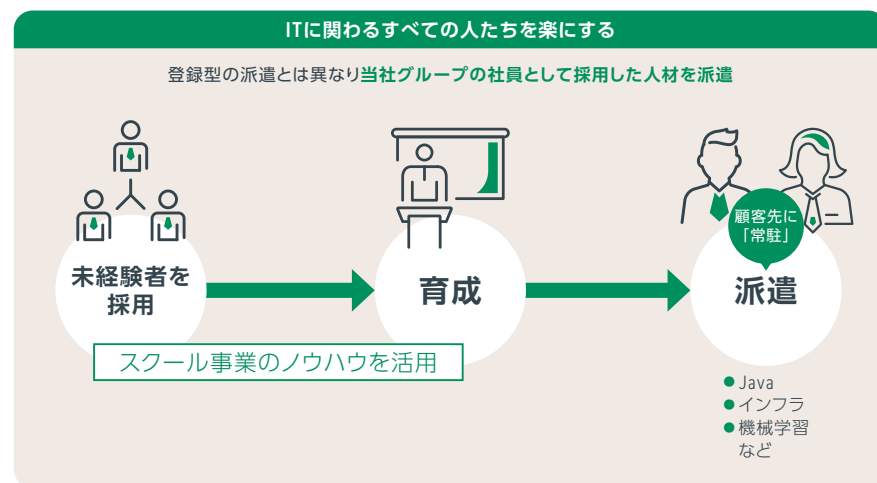 ITに関わるすべての人たちを楽にする
登録型の派遣とは異なり当社グループの社員として採用した人材を派遣
未経験者を
採用
育成
顧客先に
「常駐」
派遣
スクール事業のノウハウを活用
●Java
●インフラ
●機械学習
など